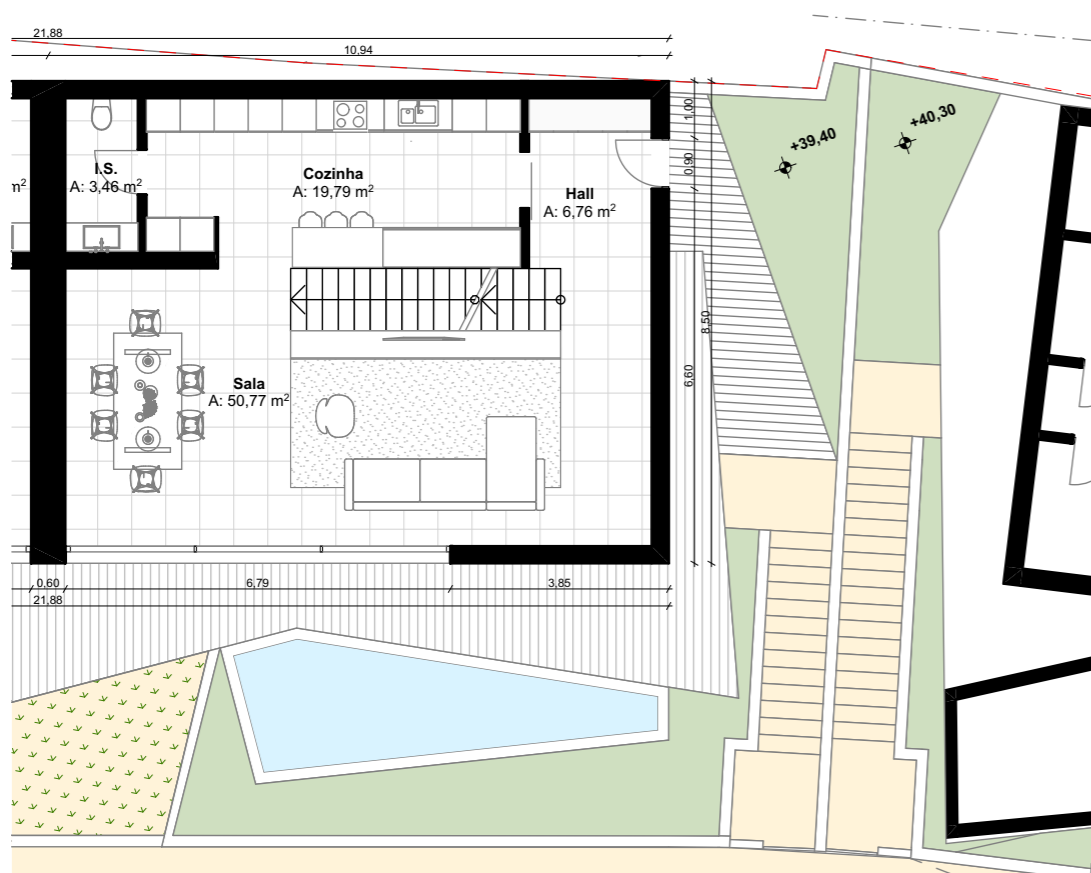 21,88
10,94
1,00
+39,40
+40,30
I.S.
A: 3,46 m²
m²
Cozinha
A: 19,79 m²
0,90
Hall
A: 6,76 m²
8,50
6,60
Sala
A: 50,77 m²
0,60
6,79
3,85
21,88